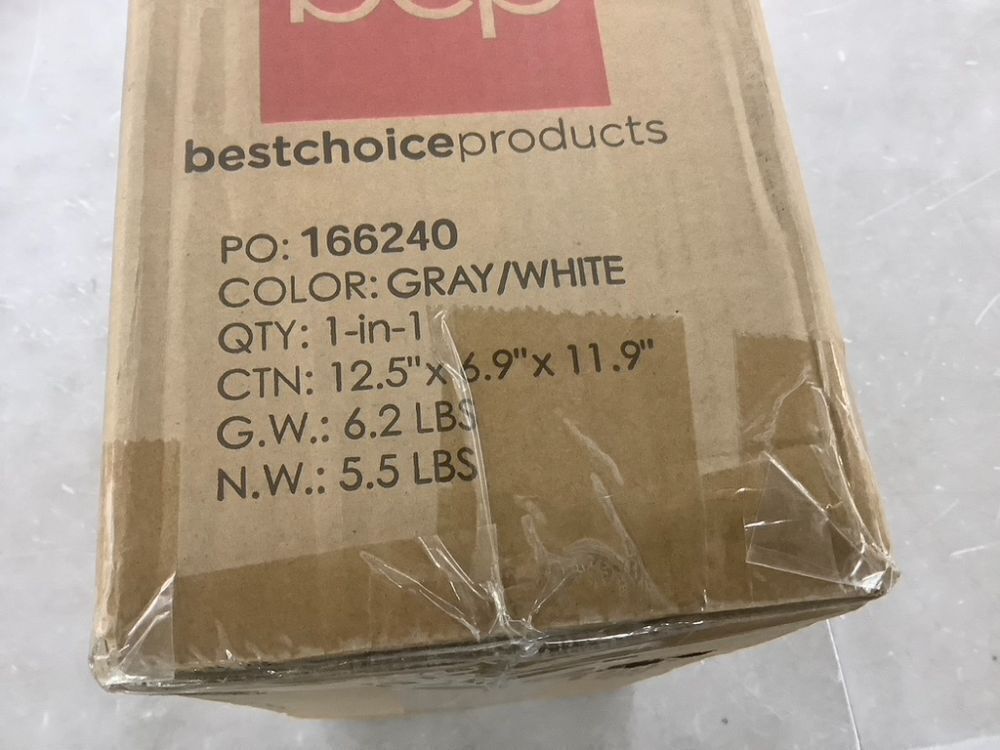 bcp
bestchoiceproducts
PO: 166240
COLOR: GRAY/WHITE
QTY: 1-in-1
CTN: 12.5"x 6.9"x 11.9"
G.W.: 6.2 LBS
N.W.: 5.5 LBS